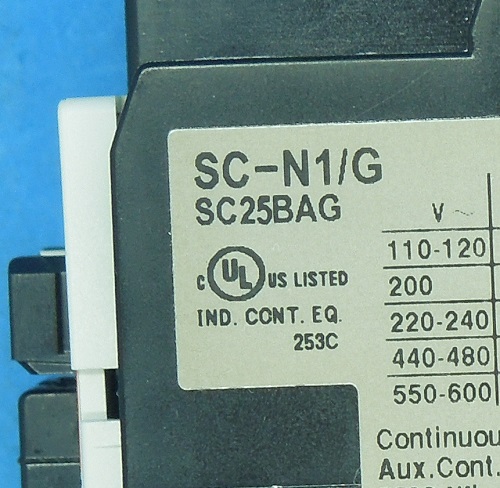 SC-N1/G
SC25BAG
V ~
110-120
c UL US LISTED
200
IND. CONT. EQ.
220-240
253C
440-480
550-600
Continuou
Aux.Cont.